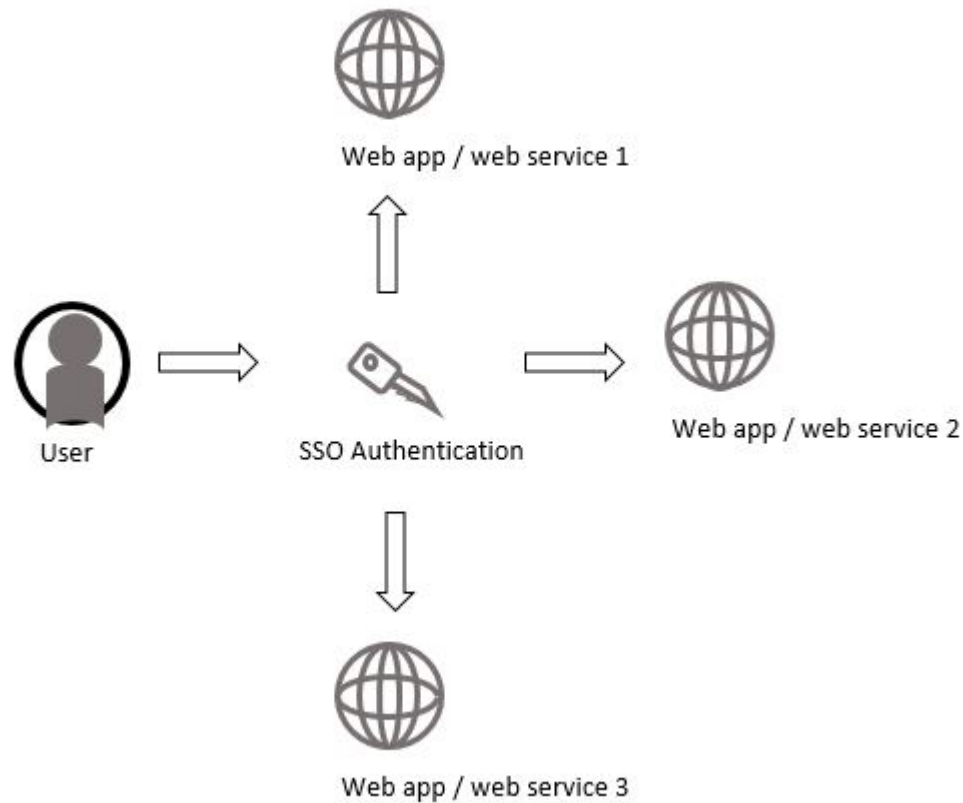 Web app / web service 1
User
SSO Authentication
Web app / web service 2
Web app / web service 3